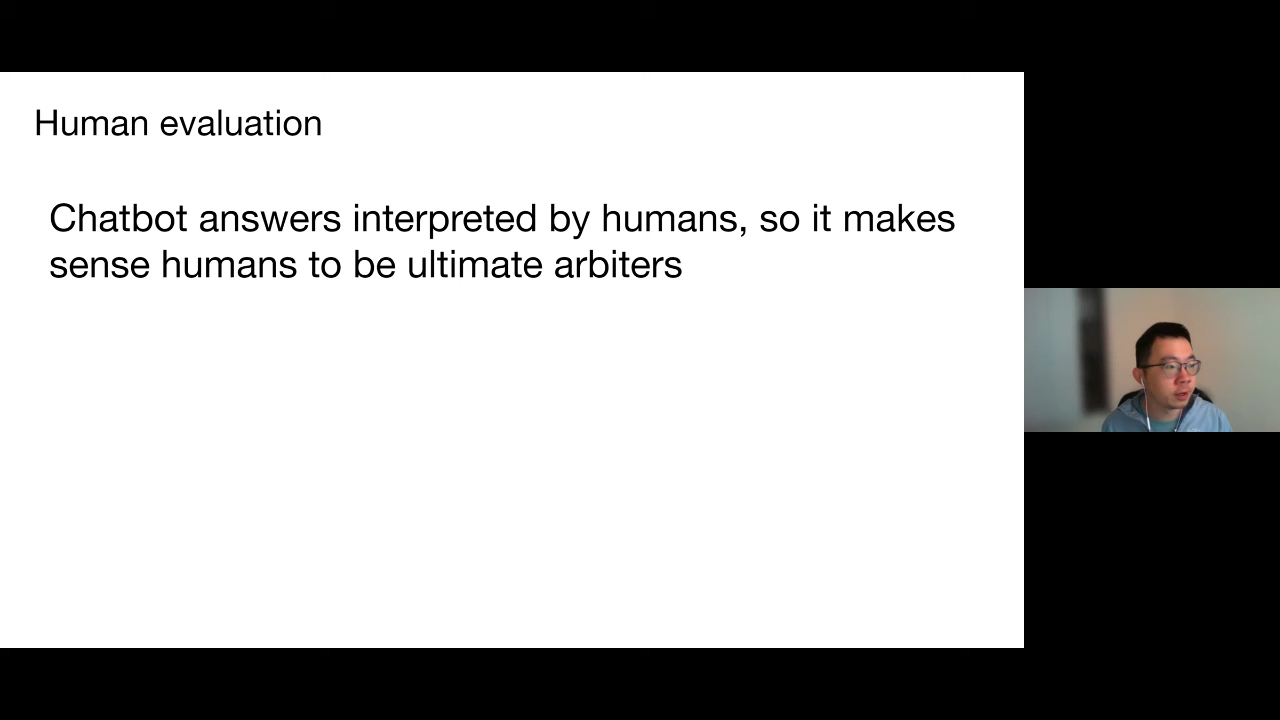 Human evaluation
Chatbot answers interpreted by humans, so it makes
sense humans to be ultimate arbiters